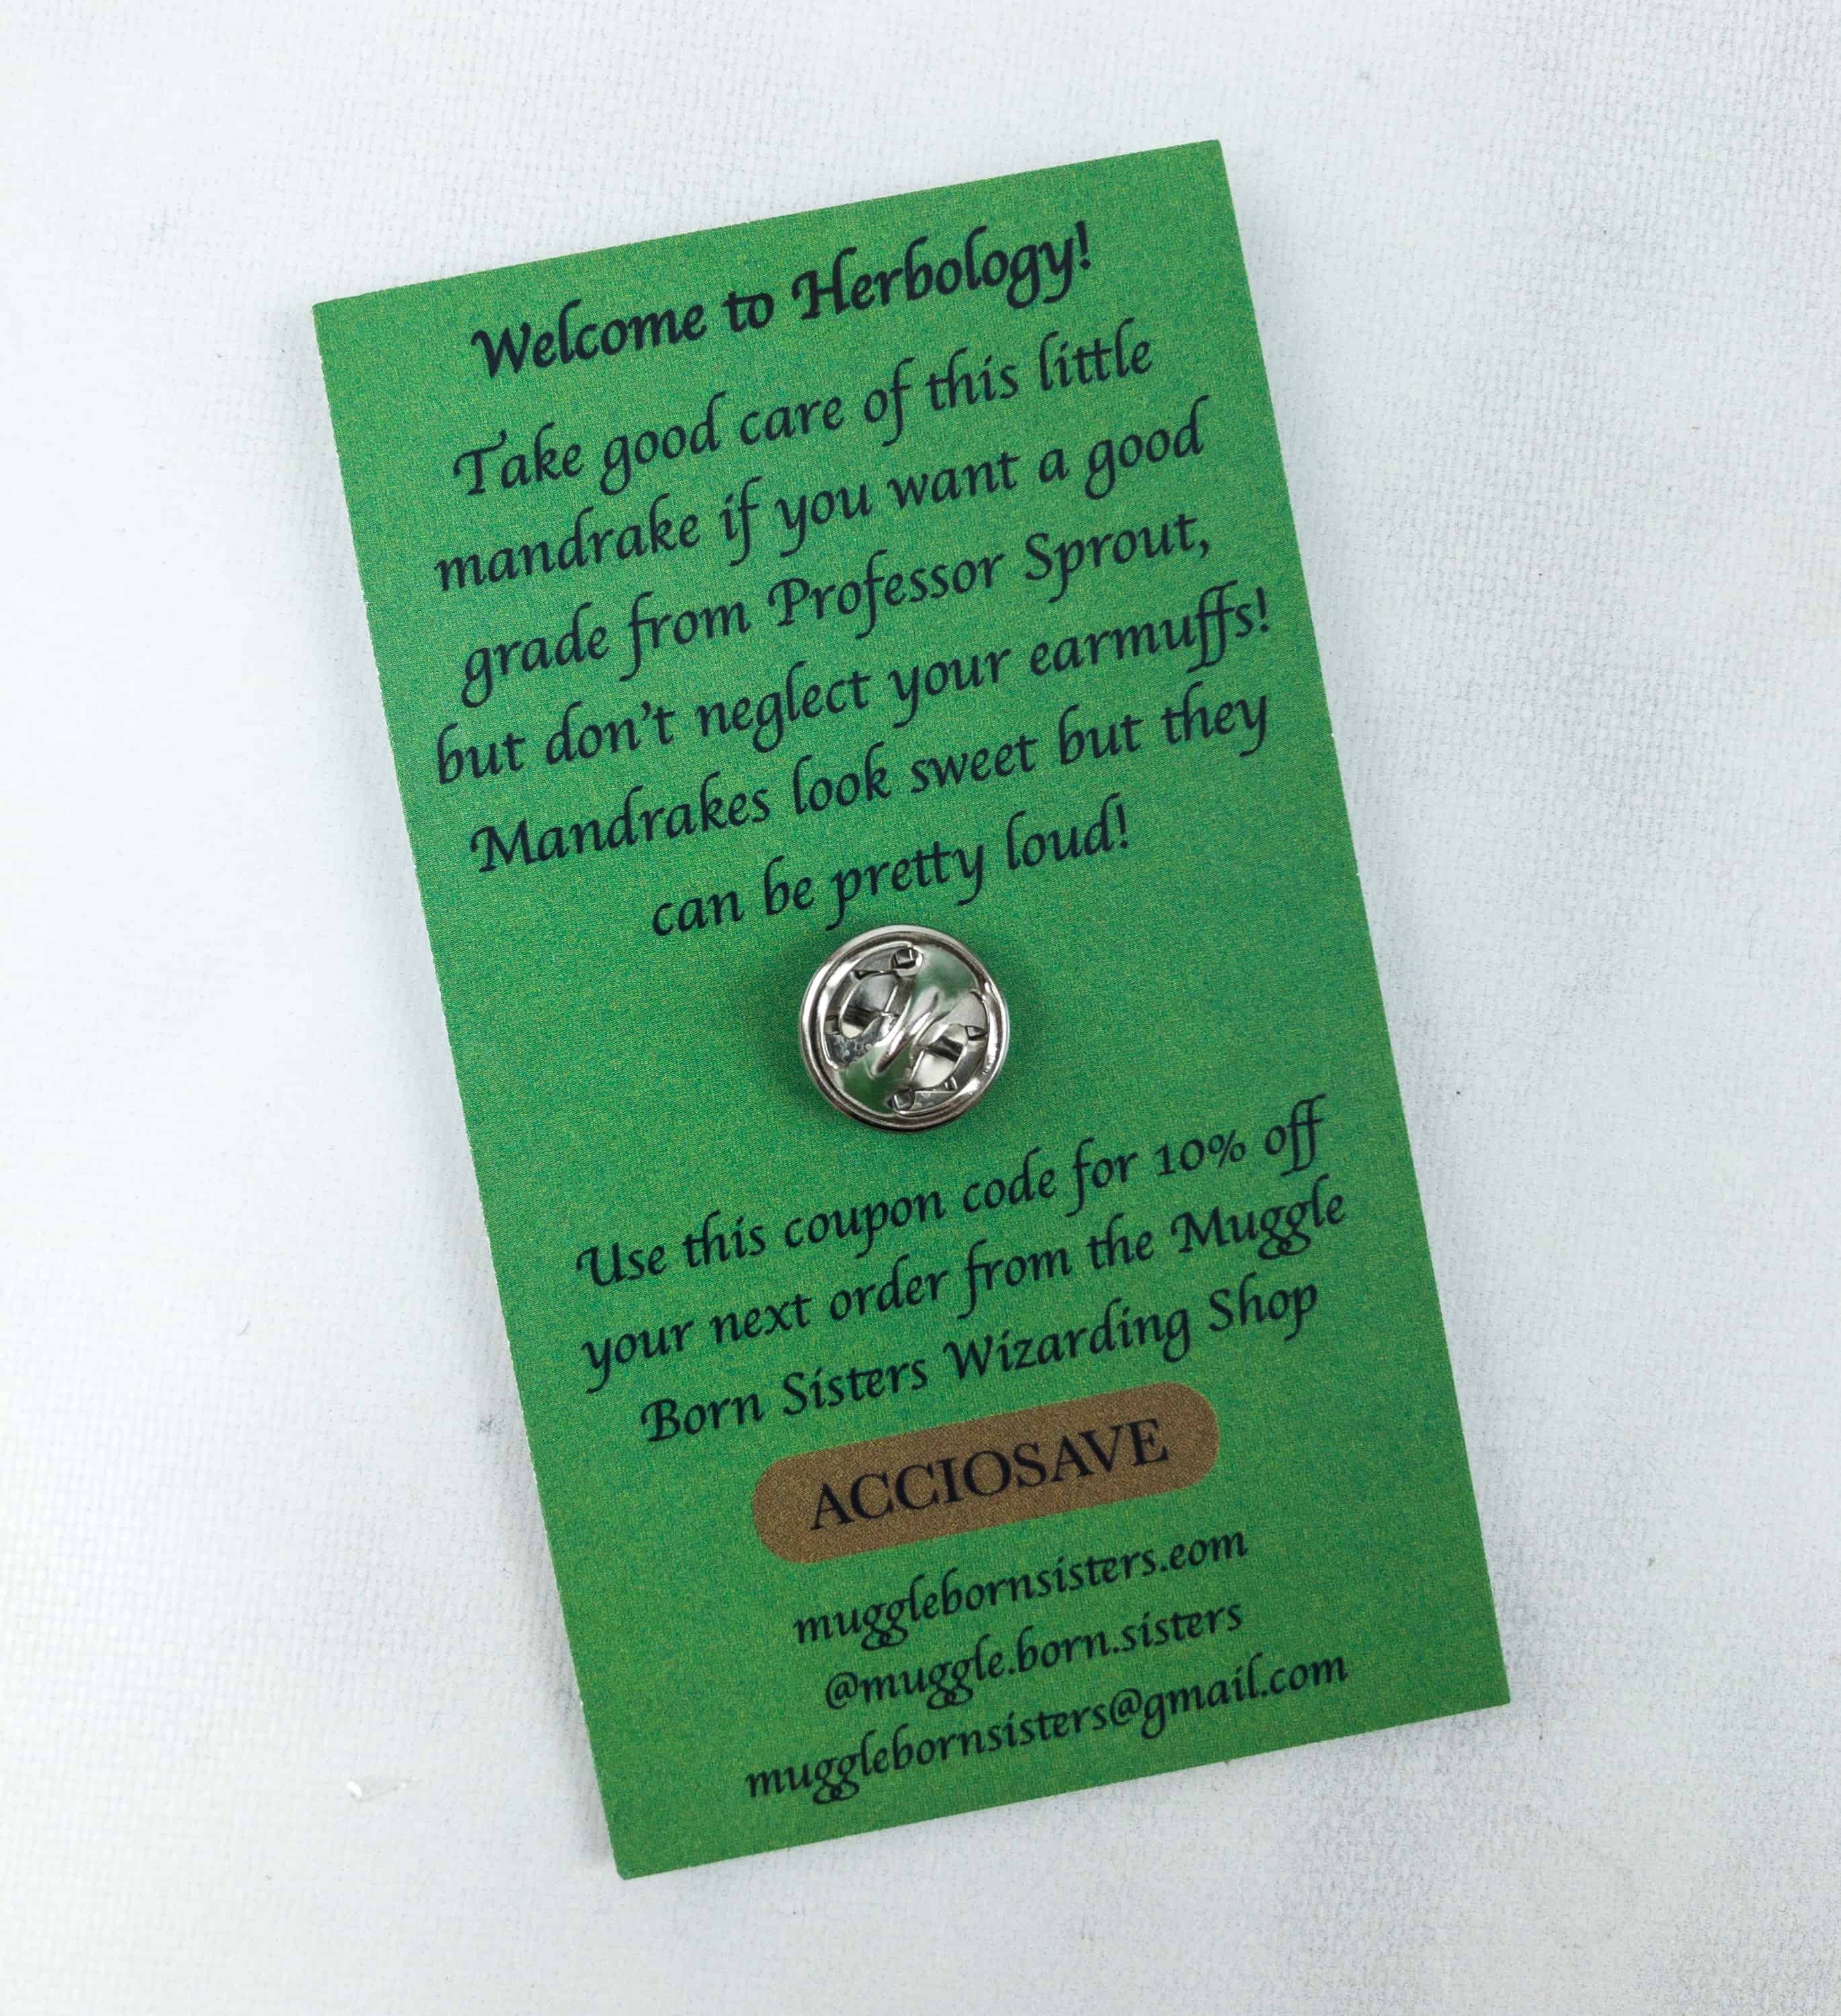 Welcome to Herbology!
Take good care of this little
mandrake if you want a good
grade from Professor Sprout,
but don't neglect your earmuffs!
Mandrakes look sweet but they
can be pretty loud!
Use this coupon code for 10% off
your next order from the Muggle
Born Sisters Wizarding Shop
ACCIOSAVE
mugglebornsisters.eom
@muggle.born.sisters
mugglebornsisters@gmail.com